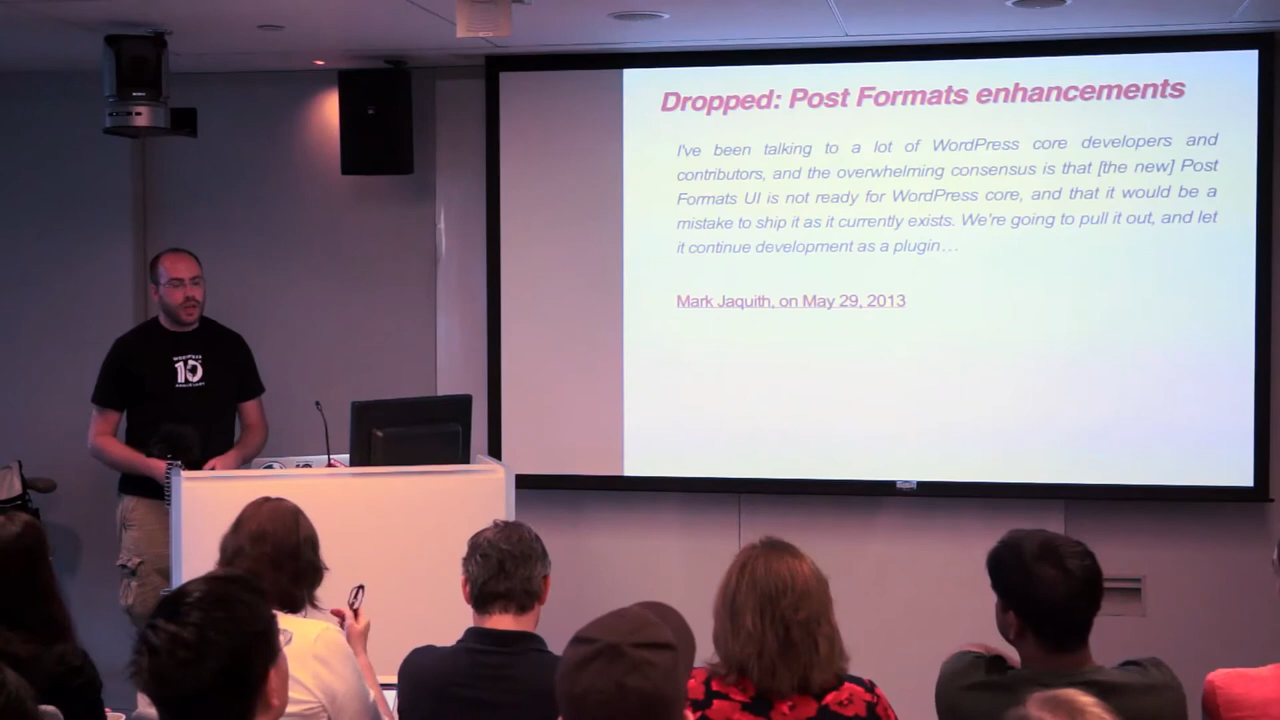 Dropped: Post Formats enhancements
I've been talking to a lot of WordPress core developers and
contributors, and the overwhelming consensus is that [the new] Post
Formats UI is not ready for WordPress core, and that it would be a
mistake to ship it as it currently exists. We're going to pull it out, and let
it continue development as a plugin…
Mark Jaquith, on May 29, 2013
10